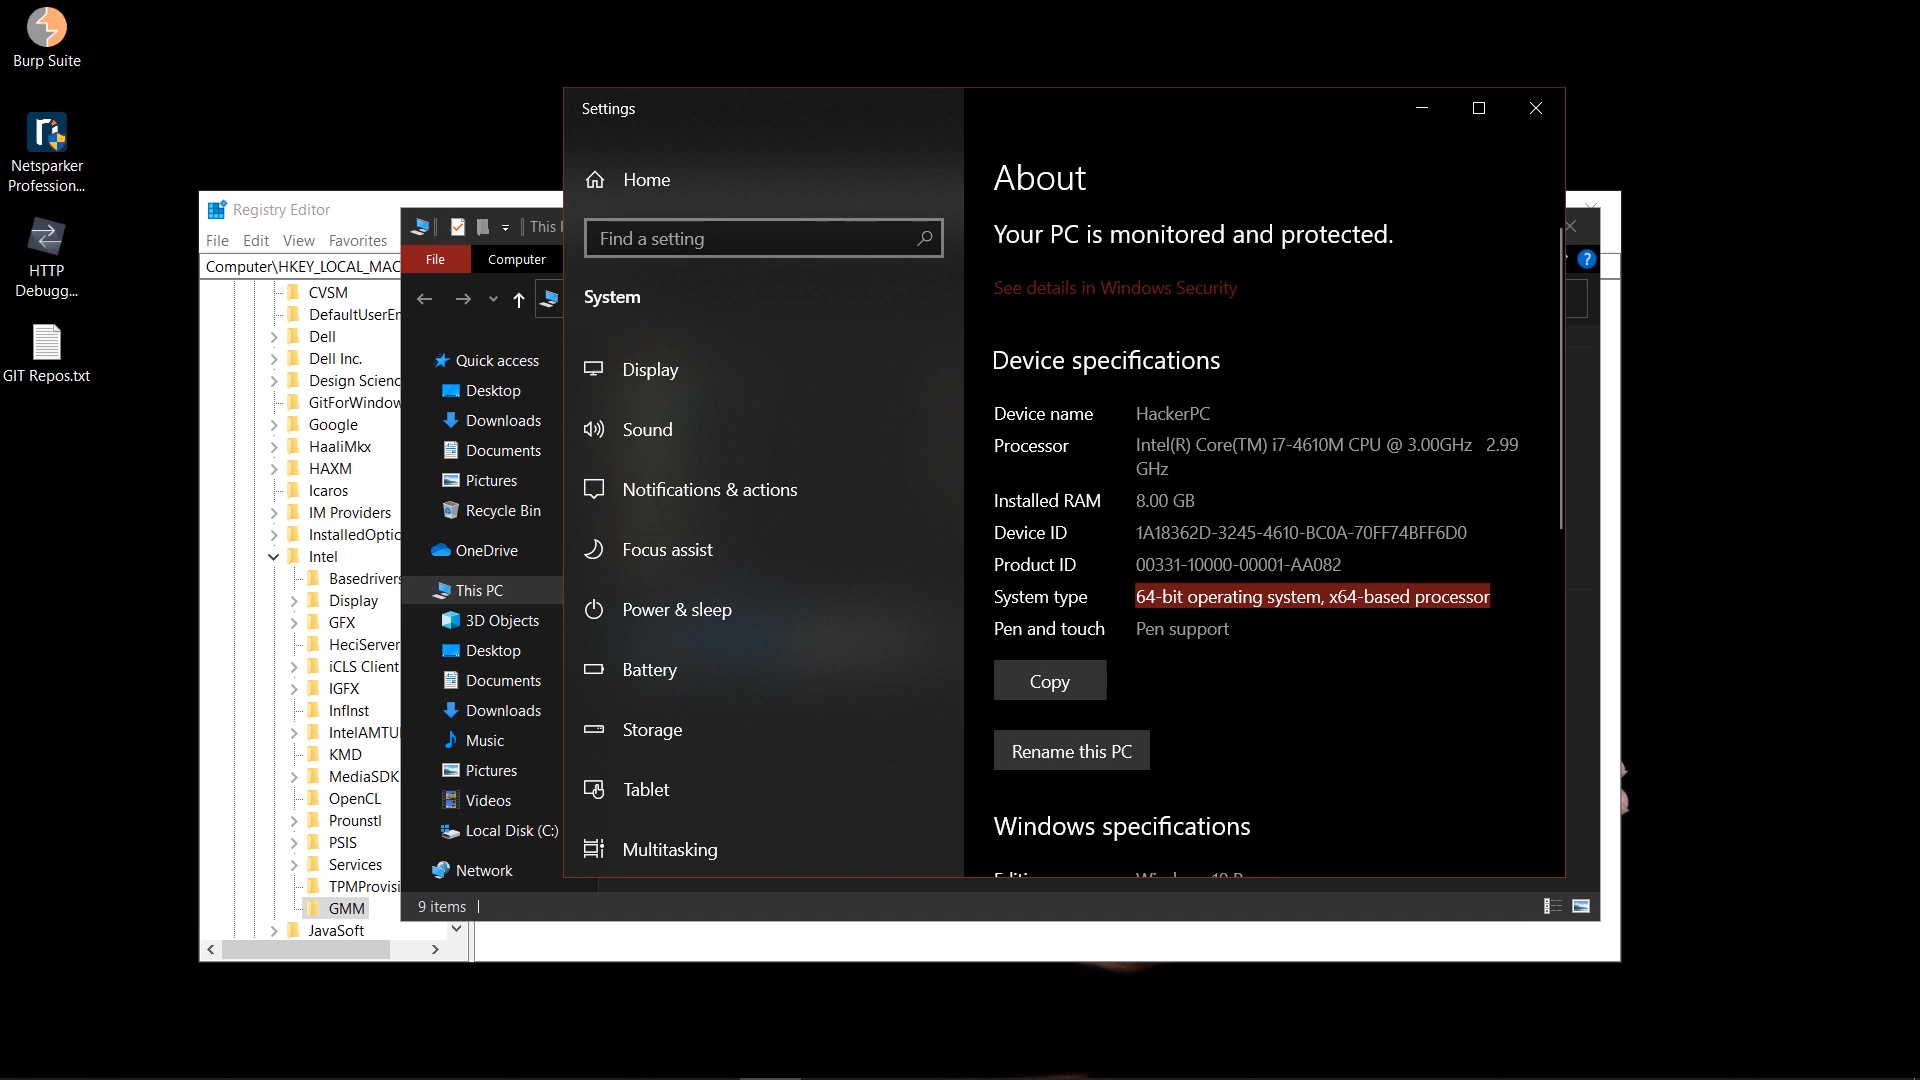 Burp Suite
Netsparker
Profession...
HTTP
Debugg...
GIT Repos.txt
Registry Editor
File Edit View Favorites
Computer\HKEY_LOCAL_MAC
CVSM
DefaultUserEn
Dell
Dell Inc.
Design Scienc
GitForWindow
Google
HaaliMkx
HAXM
Icaros
IM Providers
InstalledOptic
Intel
Basedrivers
Display
GFX
HeciServer
iCLS Client
IGFX
InfInst
IntelAMTU
KMD
MediaSDK
OpenCL
Prounstl
PSIS
Services
TPMProvisi
GMM
JavaSoft
This
File Computer
Quick access
Desktop
Downloads
Documents
Pictures
Recycle Bin
OneDrive
This PC
3D Objects
Desktop
Documents
Downloads
Music
Pictures
Videos
Local Disk (C:)
Network
9 items
Settings
Home
Find a setting
System
Display
Sound
Notifications & actions
Focus assist
Power & sleep
Battery
Storage
Tablet
Multitasking
About
Your PC is monitored and protected.
See details in Windows Security
Device specifications
Device name HackerPC
Processor Intel(R) Core(TM) i7-4610M CPU @ 3.00GHz 2.99
GHz
Installed RAM 8.00 GB
Device ID 1A18362D-3245-4610-BC0A-70FF74BFF6D0
Product ID 00331-10000-00001-AA082
System type 64-bit operating system, x64-based processor
Pen and touch Pen support
Copy
Rename this PC
Windows specifications